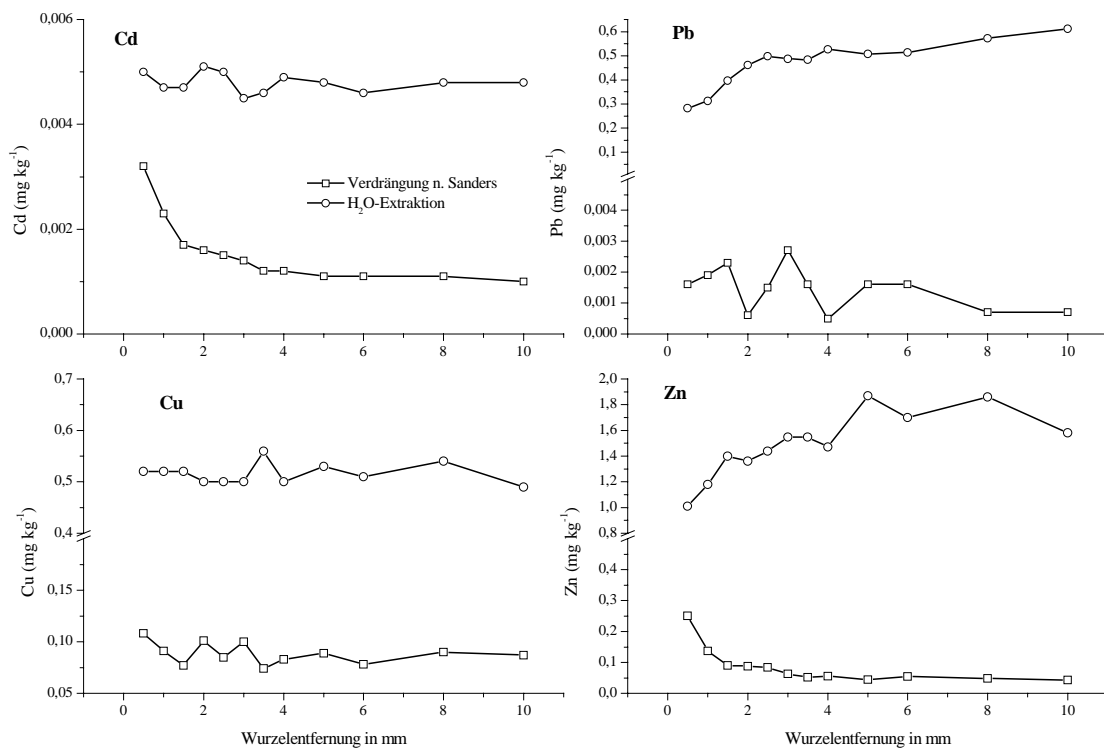 Cd
0,006
0,004
0,002
0,000
Cd (mg kg⁻¹)
Verdrängung n. Sanders
H₂O-Extraktion
0 2 4 6 8 10
Pb
0,6
0,5
0,4
0,3
0,2
0,1
0,004
0,003
0,002
0,001
0,000
Pb (mg kg⁻¹)
0 2 4 6 8 10
Cu
0,7
0,6
0,5
0,4
0,15
0,10
0,05
Cu (mg kg⁻¹)
0 2 4 6 8 10
Wurzelentfernung in mm
Zn
2,0
1,8
1,6
1,4
1,2
1,0
0,8
0,4
0,3
0,2
0,1
0,0
Zn (mg kg⁻¹)
0 2 4 6 8 10
Wurzelentfernung in mm